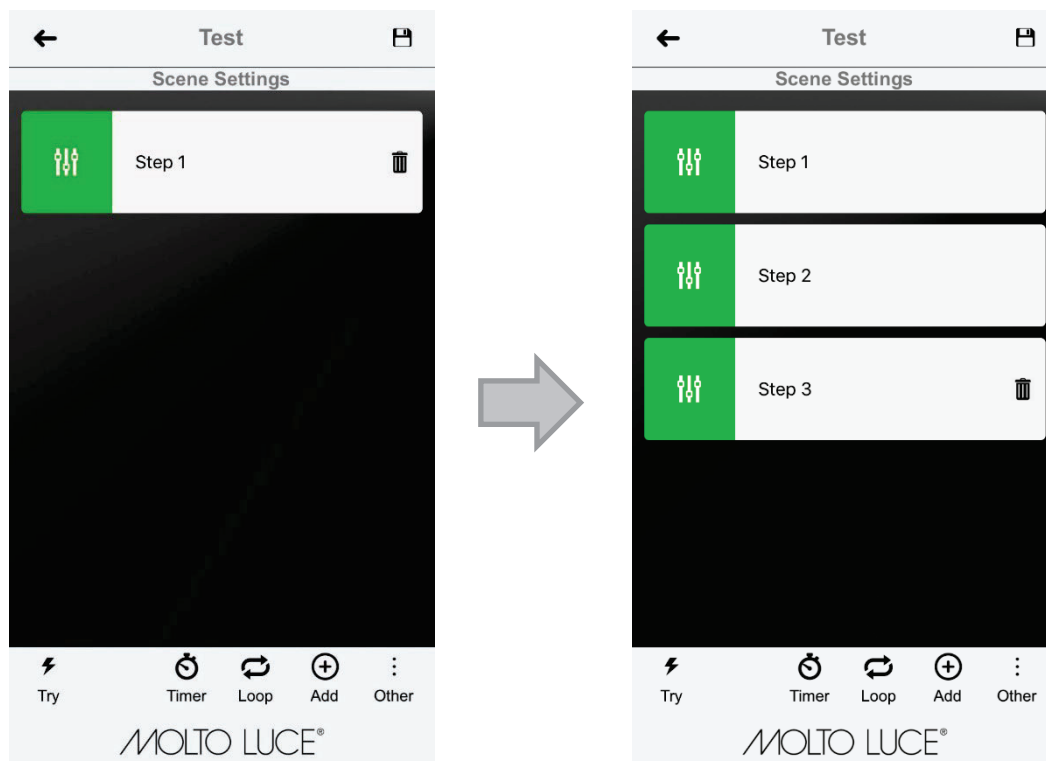 Test
Scene Settings
Step 1
Try Timer Loop Add Other
MOLTO LUCE®
Test
Scene Settings
Step 1
Step 2
Step 3
Try Timer Loop Add Other
MOLTO LUCE®